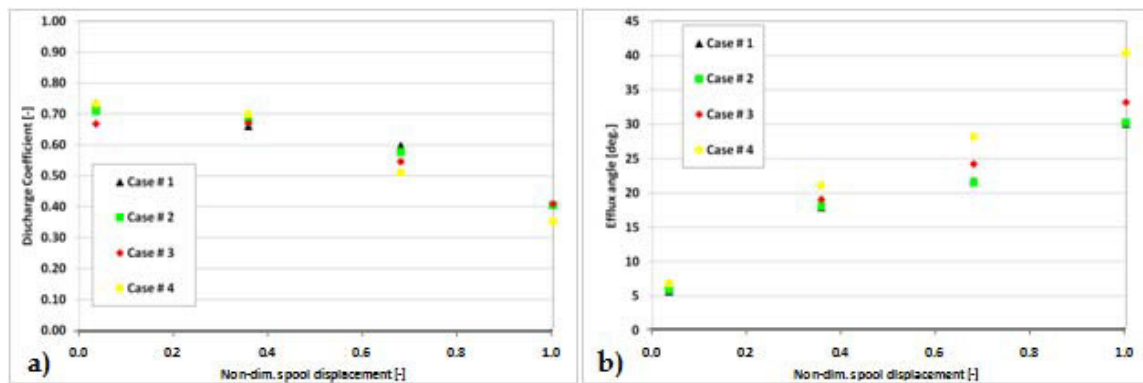 1.00
0.90
0.80
0.70
0.60
0.50
0.40
0.30
0.20
0.10
0.00
Discharge Coefficient [-]
Case # 1
Case # 2
Case # 3
Case # 4
0.0 0.2 0.4 0.6 0.8 1.0
a) Non-dim. spool displacement [-]
45
40
35
30
25
20
15
10
5
0
Efflux angle [deg.]
Case # 1
Case # 2
Case # 3
Case # 4
0.0 0.2 0.4 0.6 0.8 1.0
b) Non-dim. spool displacement [-]